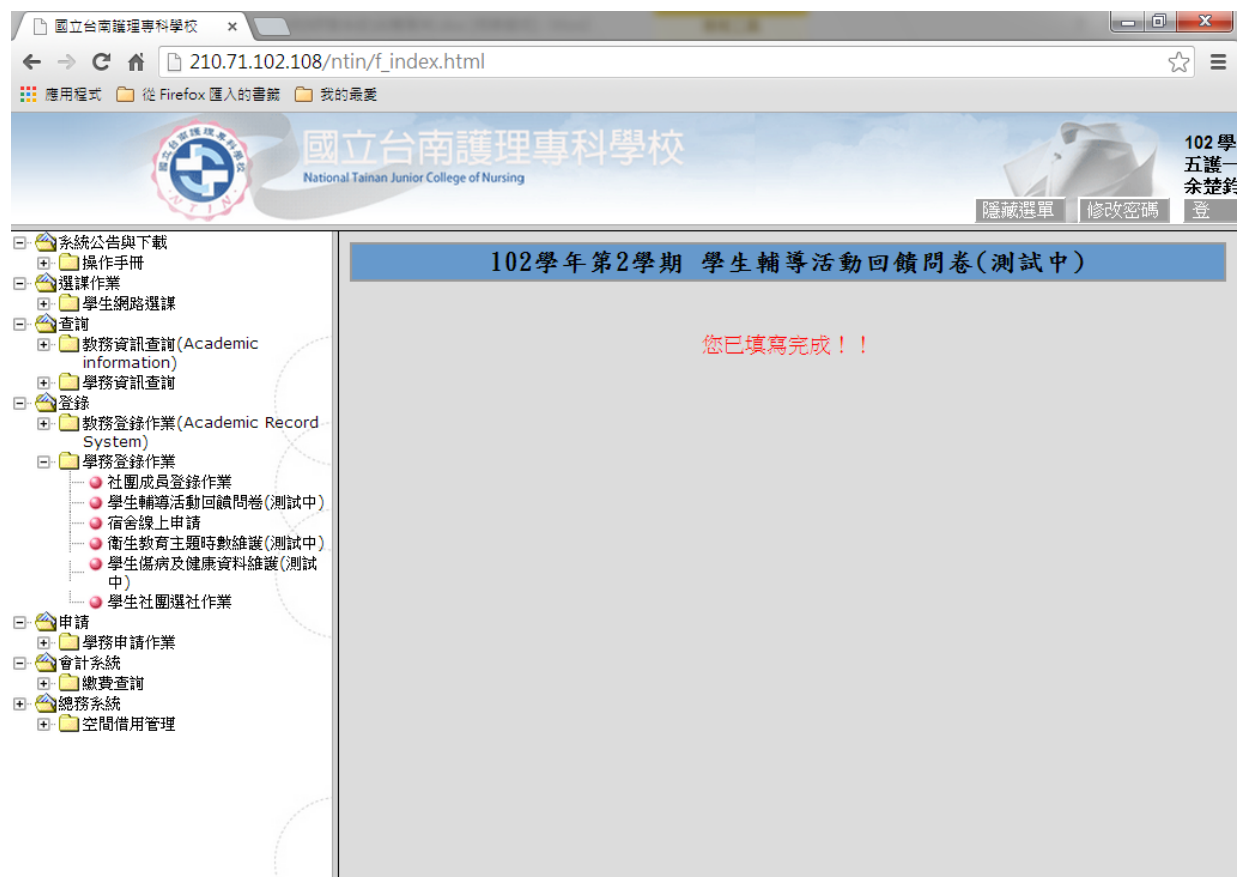 國立台南護理專科學校
210.71.102.108/ntin/f_index.html
應用程式 從 Firefox 匯入的書籤 我的最愛
國立台南護理專科學校
National Tainan Junior College of Nursing
NTIN
102 學
五護一
余楚鈞
隱藏選單 修改密碼 登
系統公告與下載
操作手冊
選課作業
學生網路選課
查詢
教務資訊查詢(Academic
information)
學務資訊查詢
登錄
教務登錄作業(Academic Record
System)
學務登錄作業
社團成員登錄作業
學生輔導活動回饋問卷(測試中)
宿舍線上申請
衛生教育主題時數維護(測試中)
學生傷病及健康資料維護(測試
中)
學生社團選社作業
申請
學務申請作業
會計系統
繳費查詢
總務系統
空間借用管理
102學年第2學期 學生輔導活動回饋問卷(測試中)
您已填寫完成！！